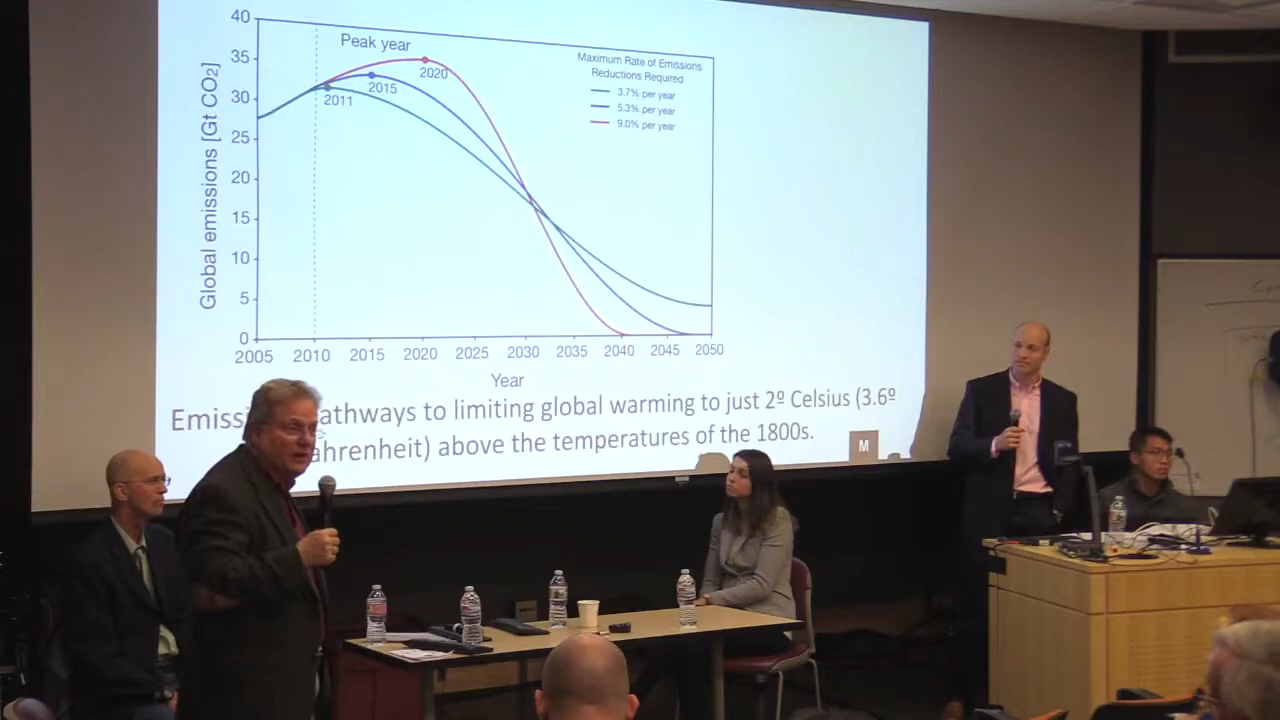 40
35
30
25
20
15
10
5
0
Global emissions [Gt CO2]
Peak year
2011
2015
2020
Maximum Rate of Emissions
Reductions Required
3.7% per year
5.3% per year
9.0% per year
2005 2010 2015 2020 2025 2030 2035 2040 2045 2050
Year
to limiting global warming to just 2º Celsius (3.6º
above the temperatures of the 1800s.
M